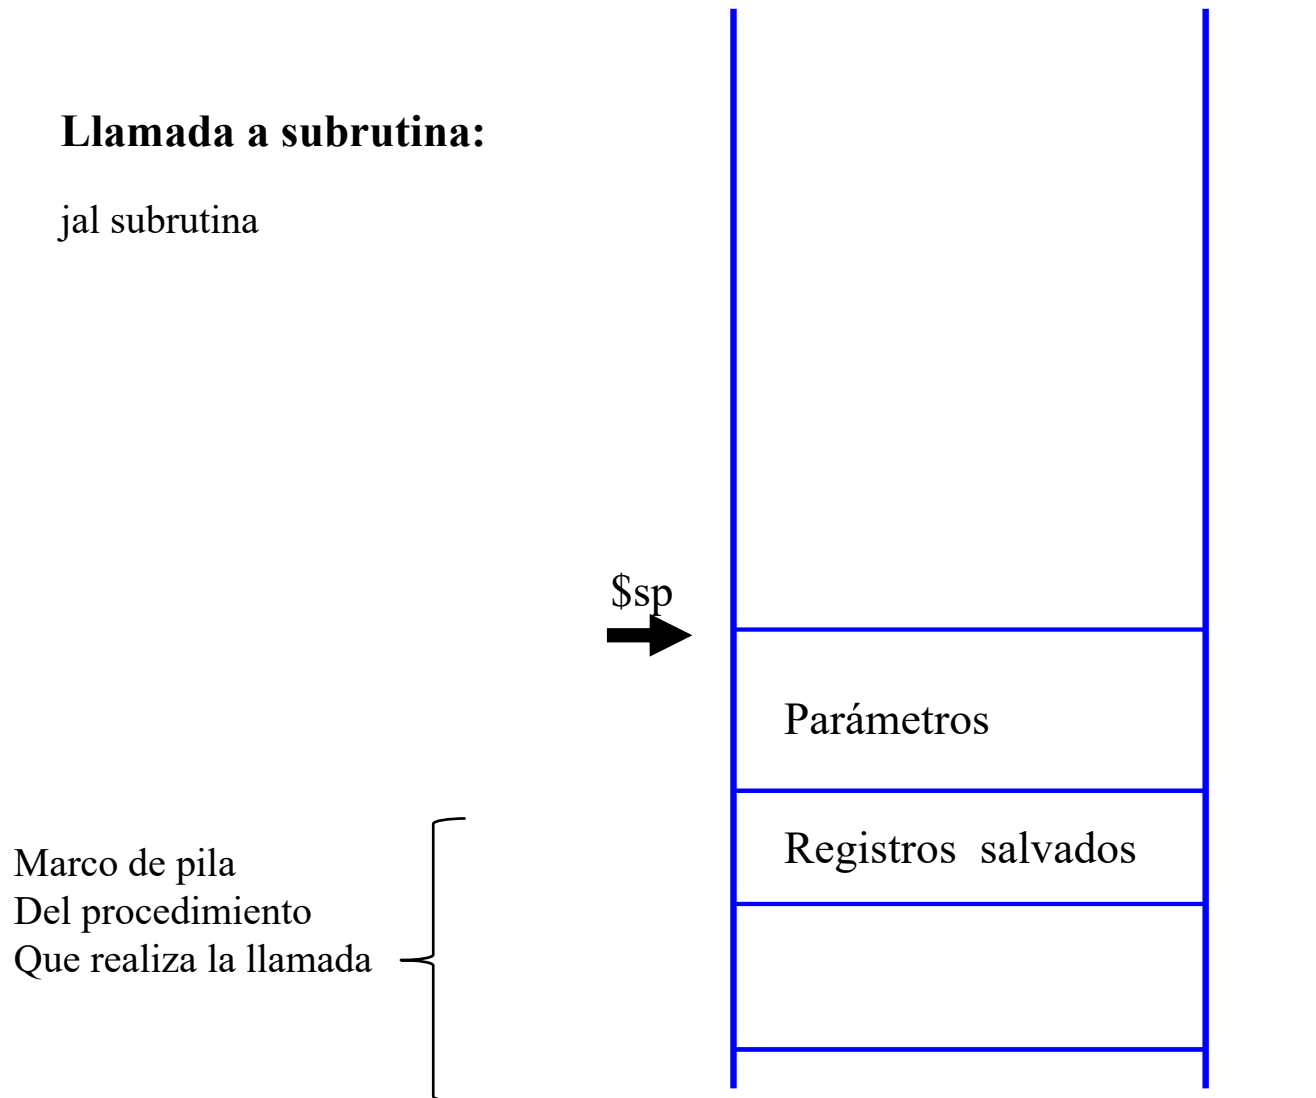 Llamada a subrutina:
jal subrutina
$sp
Parámetros
Registros salvados
Marco de pila
Del procedimiento
Que realiza la llamada